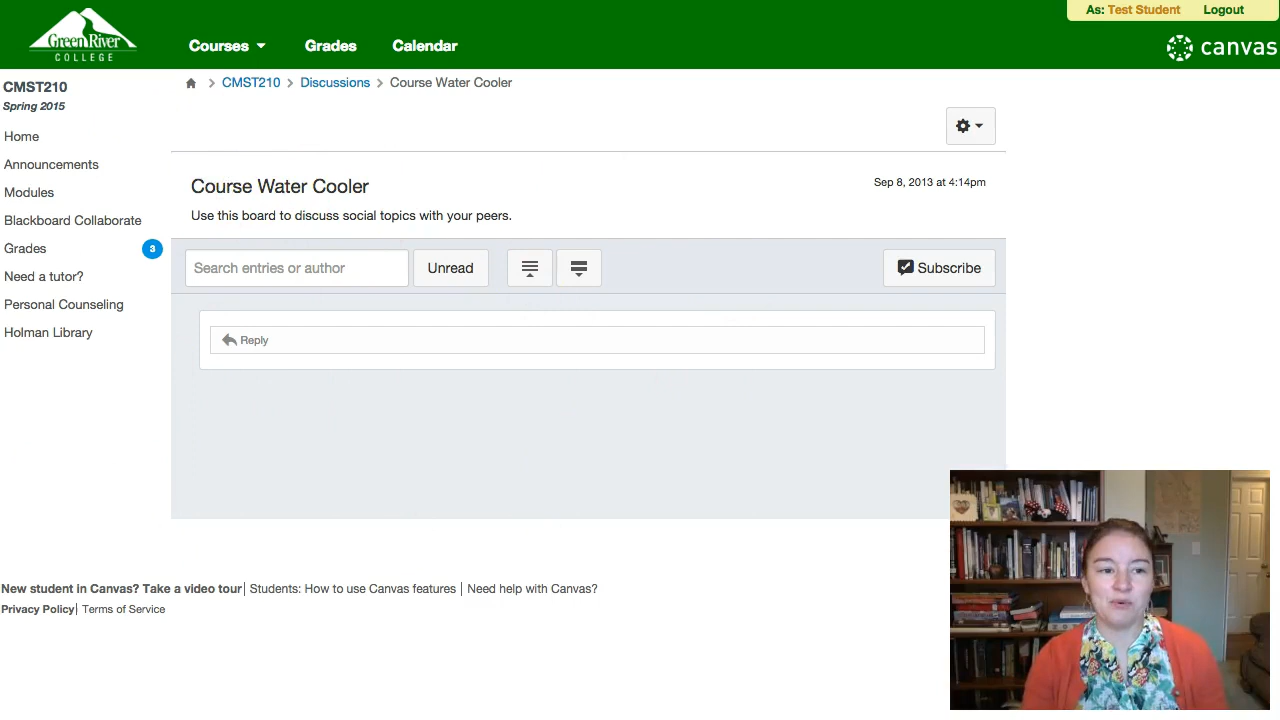 As: Test Student Logout
Green River
COLLEGE
Courses Grades Calendar
canvas
CMST210
Spring 2015
Home
Announcements
Modules
Blackboard Collaborate
Grades 3
Need a tutor?
Personal Counseling
Holman Library
CMST210 Discussions Course Water Cooler
Course Water Cooler
Sep 8, 2013 at 4:14pm
Use this board to discuss social topics with your peers.
Search entries or author Unread Subscribe
Reply
New student in Canvas? Take a video tour| Students: How to use Canvas features | Need help with Canvas?
Privacy Policy| Terms of Service